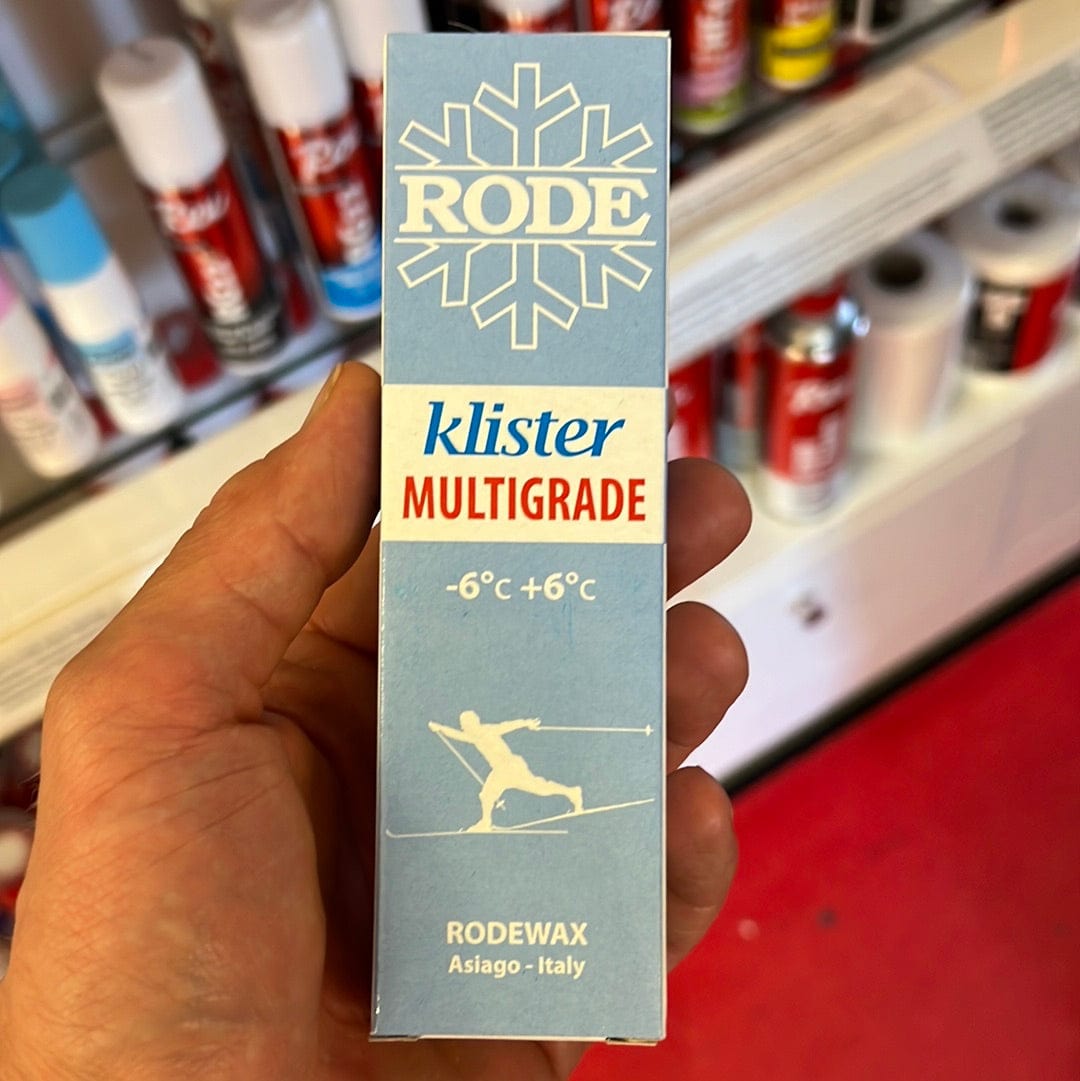 RODE
klister
MULTIGRADE
-6°C +6°C
RODEWAX
Asiago - Italy